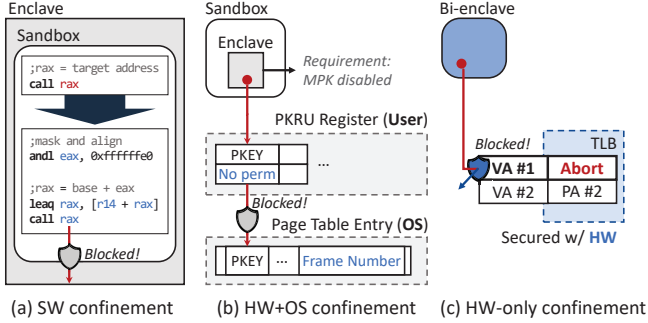 Enclave
Sandbox
;rax = target address
call rax
;mask and align
andl eax, 0xffffffe0
;rax = base + eax
leaq rax, [r14 + rax]
call rax
Blocked!
(a) SW confinement
Sandbox
Enclave
Requirement:
MPK disabled
PKRU Register (User)
PKEY
...
No perm
Blocked!
Page Table Entry (OS)
PKEY ... Frame Number
(b) HW+OS confinement
Bi-enclave
Blocked!
TLB
VA #1 Abort
VA #2 PA #2
Secured w/ HW
(c) HW-only confinement